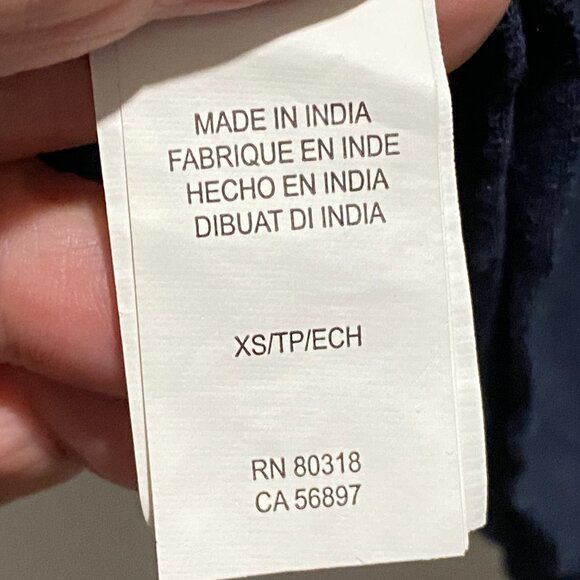 MADE IN INDIA
FABRIQUE EN INDE
HECHO EN INDIA
DIBUAT DI INDIA
XS/TP/ECH
RN 80318
CA 56897